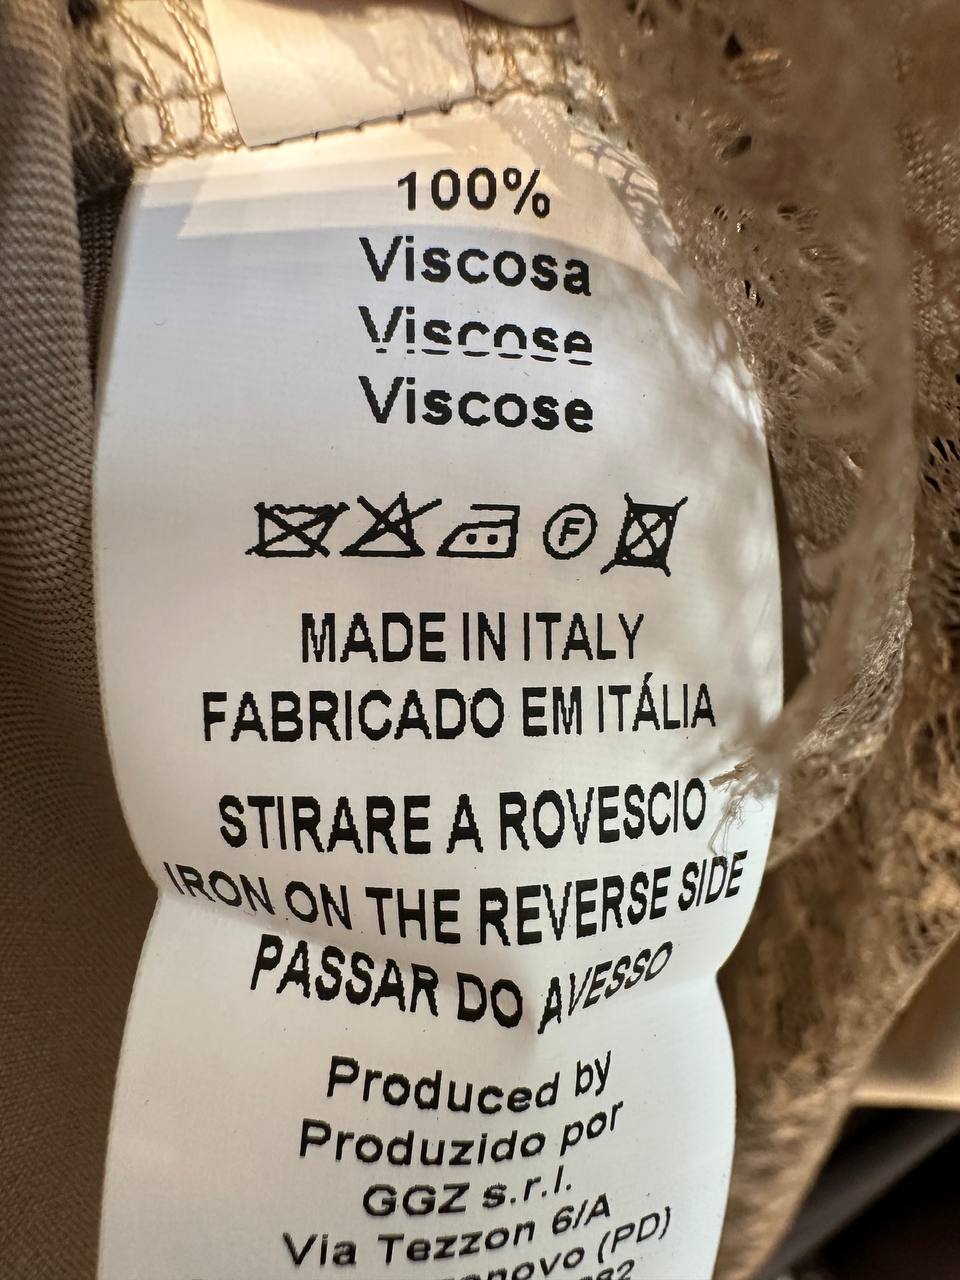 100%
Viscosa
Viscose
Viscose
F
MADE IN ITALY
FABRICADO EM ITÁLIA
STIRARE A ROVESCIO
IRON ON THE REVERSE SIDE
PASSAR DO AVESSO
Produced by
Produzido por
GGZ s.r.l.
Via Tezzon 6/A
(PD)